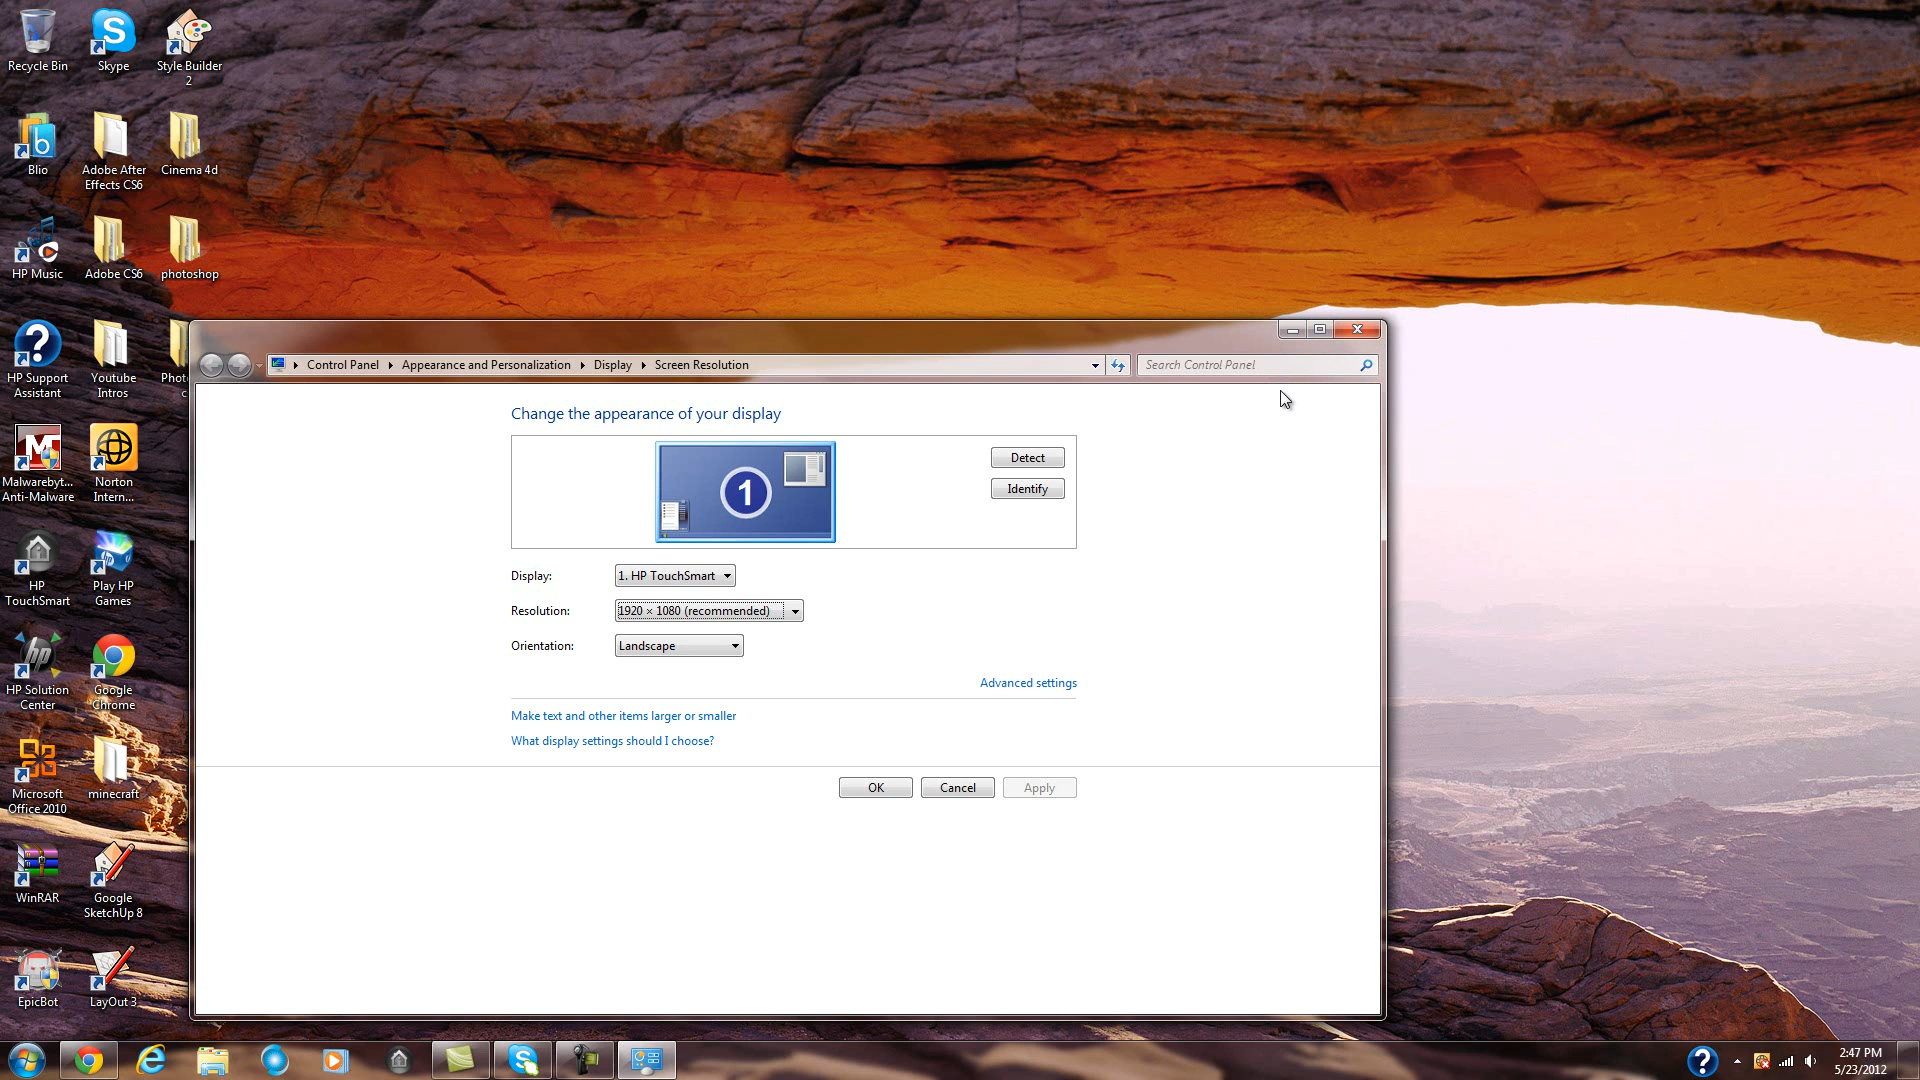 Recycle Bin
Skype
Style Builder
2
Blio
Adobe After
Effects CS6
Cinema 4d
HP Music
Adobe CS6
photoshop
HP Support
Assistant
Youtube
Intros
Malwarebyt...
Anti-Malware
Norton
Intern...
HP
TouchSmart
Play HP
Games
HP Solution
Center
Google
Chrome
Microsoft
Office 2010
minecraft
WinRAR
Google
SketchUp 8
EpicBot
LayOut 3
Control Panel
Appearance and Personalization
Display
Screen Resolution
Search Control Panel
Change the appearance of your display
1
Detect
Identify
Display:
1. HP TouchSmart
Resolution:
1920 × 1080 (recommended)
Orientation:
Landscape
Advanced settings
Make text and other items larger or smaller
What display settings should I choose?
OK
Cancel
Apply
2:47 PM
5/23/2012